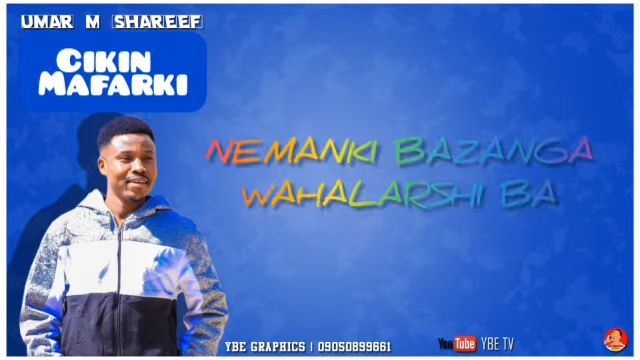 UMAR M SHAREEF
CIKIN
MAFARKI
NEMANKI BAZANGA
WAHALARSHI BA
YBE GRAPHICS | 09050899661
YouTube YBE TV